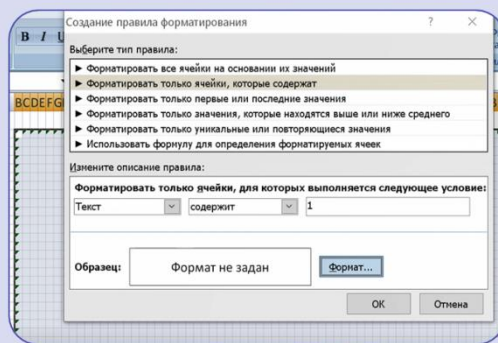 Создание правила форматирования ? ×
B I U
Выберите тип правила:
► Форматировать все ячейки на основании их значений
► Форматировать только ячейки, которые содержат
BCDEFG
► Форматировать только первые или последние значения
► Форматировать только значения, которые находятся выше или ниже среднего
► Форматировать только уникальные или повторяющиеся значения
► Использовать формулу для определения форматируемых ячеек
Измените описание правила:
Форматировать только ячейки, для которых выполняется следующее условие:
Текст содержит 1
Образец: Формат не задан Формат...
ОК Отмена